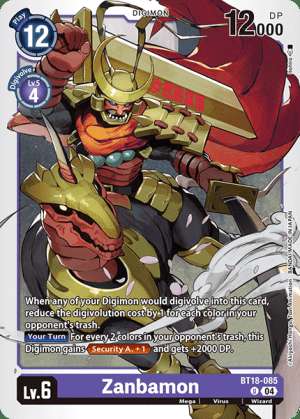 DIGIMON
Play
12
12000
DP
Digivolve
Lv.5
4
When any of your Digimon would digivolve into this card,
reduce the digivolution cost by 1 for each color in your
opponent's trash.
Your Turn For every 2 colors in your opponent's trash, this
Digimon gains Security A. +1 and gets +2000 DP.
Lv.6
Zanbamon
BT18-085
U 04
Mega Virus Wizard